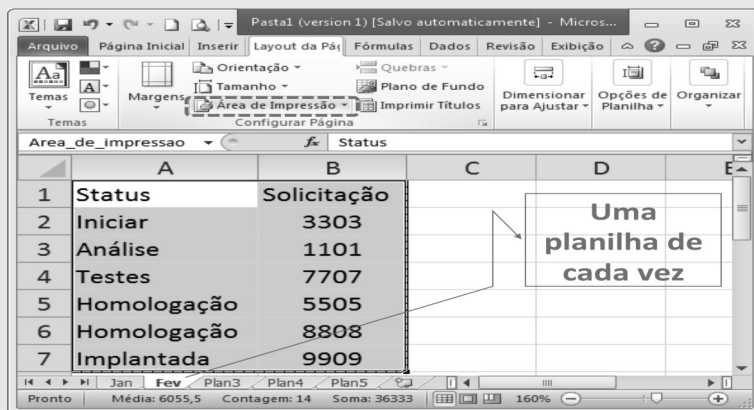 Pasta1 (version 1) [Salvo automaticamente] - Micros...
Arquivo Página Inicial Inserir Layout da Pág Fórmulas Dados Revisão Exibição
Temas
Margens
Orientação
Tamanho
Área de Impressão
Quebras
Plano de Fundo
Imprimir Títulos
Dimensionar para Ajustar
Opções de Planilha
Organizar
Temas Configurar Página
Area_de_impressao fx Status
A B C D E
1 Status Solicitação
2 Iniciar 3303
3 Análise 1101
4 Testes 7707
5 Homologação 5505
6 Homologação 8808
7 Implantada 9909
Uma
planilha de
cada vez
Jan Fev Plan3 Plan4 Plan5
Pronto Média: 6055,5 Contagem: 14 Soma: 36333 160%